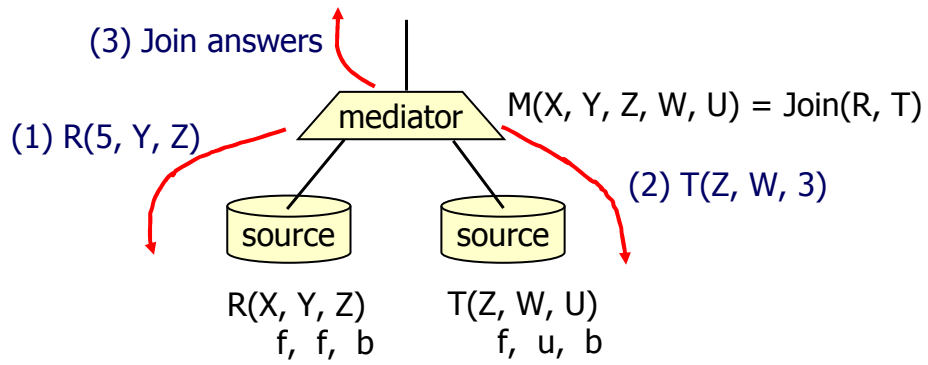 (3) Join answers
mediator
M(X, Y, Z, W, U) = Join(R, T)
(1) R(5, Y, Z)
(2) T(Z, W, 3)
source
source
R(X, Y, Z)
f, f, b
T(Z, W, U)
f, u, b